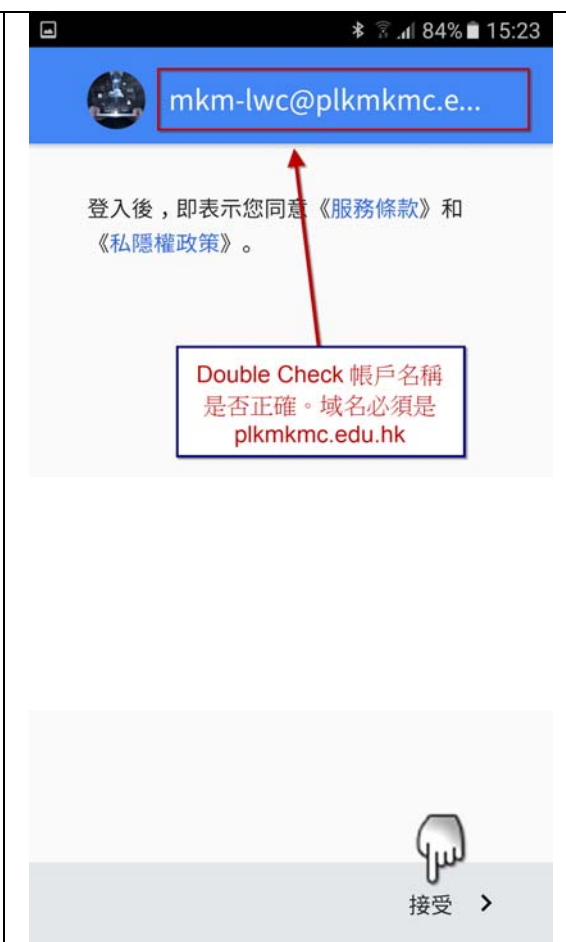 84% 15:23
mkm-lwc@plkmkmc.e...
登入後，即表示您同意《服務條款》和
《私隱權政策》。
Double Check 帳戶名稱
是否正確。域名必須是
plkmkmc.edu.hk
接受